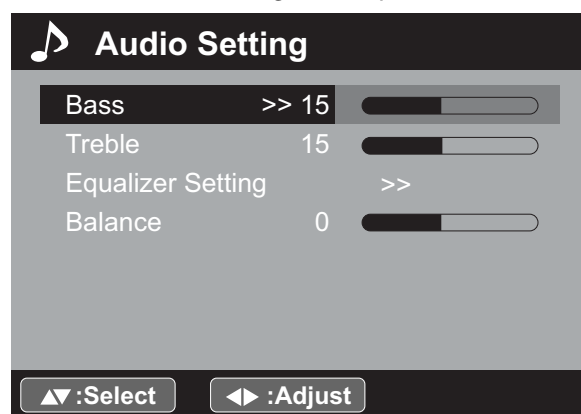 Audio Setting
Bass >> 15
Treble 15
Equalizer Setting >>
Balance 0
▲▼:Select ◀▶ :Adjust